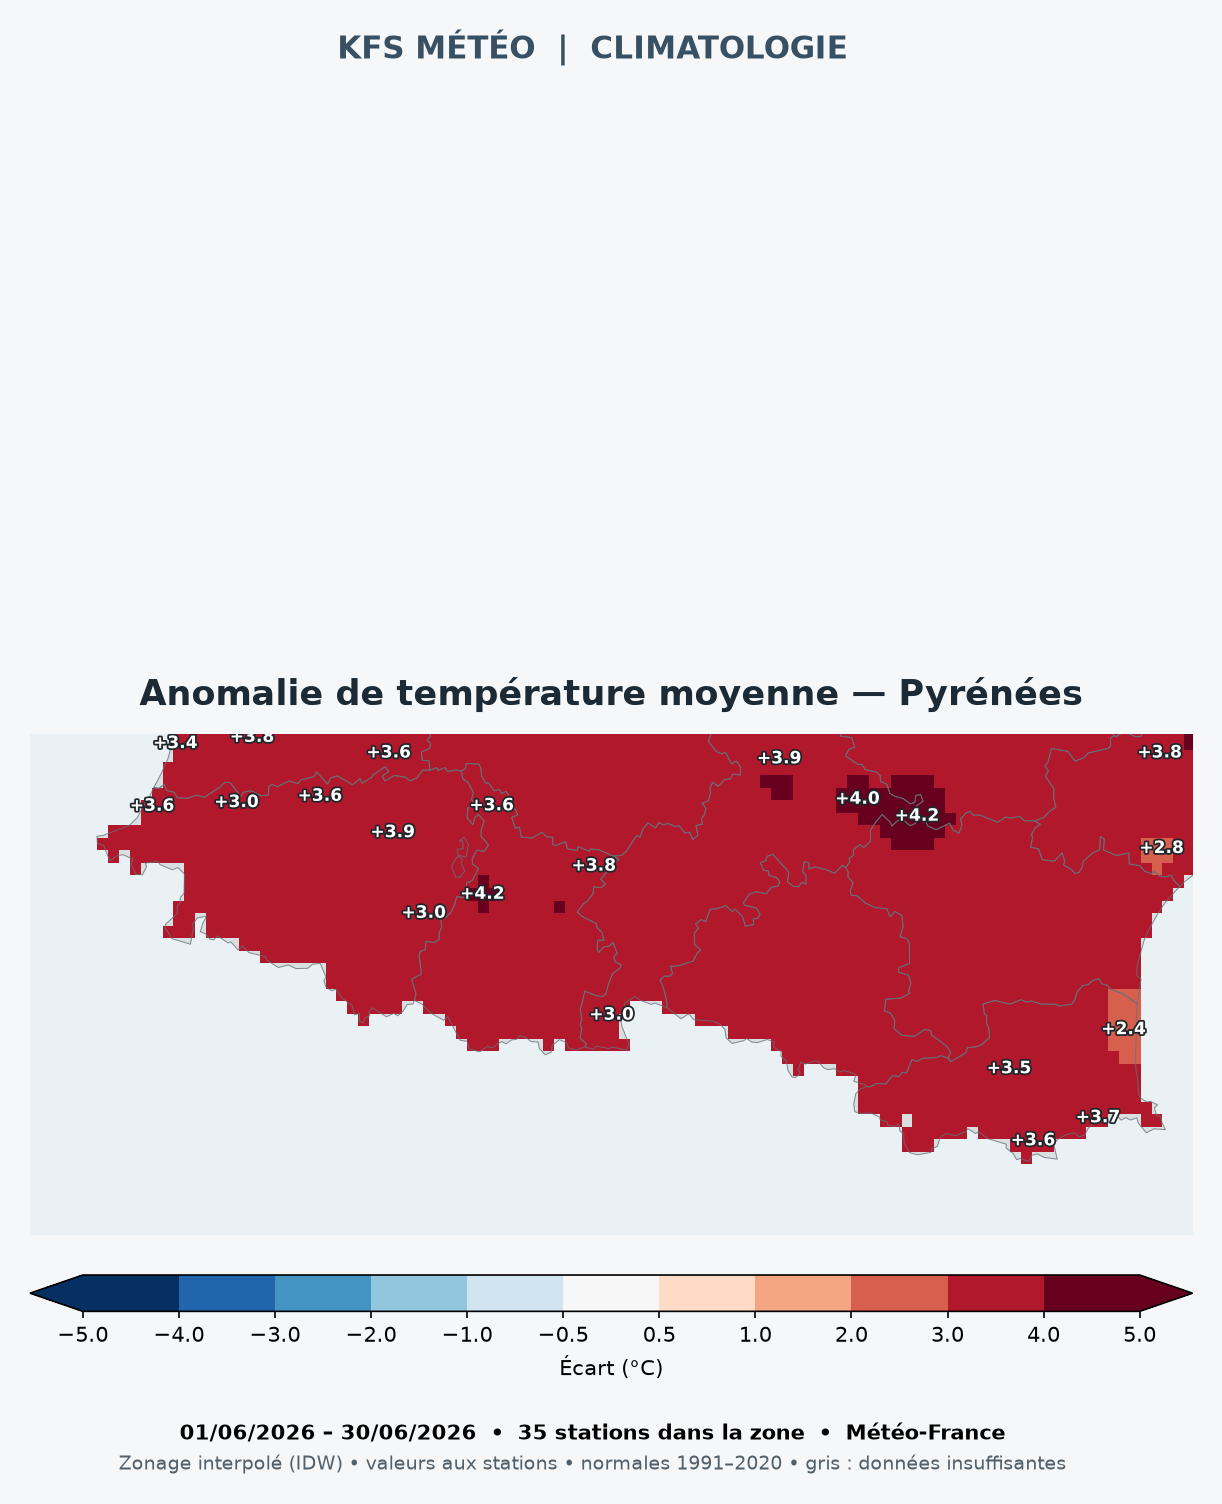 KFS MÉTÉO | CLIMATOLOGIE
Anomalie de température moyenne — Pyrénées
+3.4 +3.8
+3.6 +3.9 +3.8
+3.6 +3.0 +3.6 +3.6 +4.0
+4.2
+3.9
+2.8
+3.8
+4.2
+3.0
+3.0
+2.4
+3.5
+3.7
+3.6
−5.0 −4.0 −3.0 −2.0 −1.0 −0.5 0.5 1.0 2.0 3.0 4.0 5.0
Écart (°C)
01/06/2026 – 30/06/2026 • 35 stations dans la zone • Météo-France
Zonage interpolé (IDW) • valeurs aux stations • normales 1991–2020 • gris : données insuffisantes